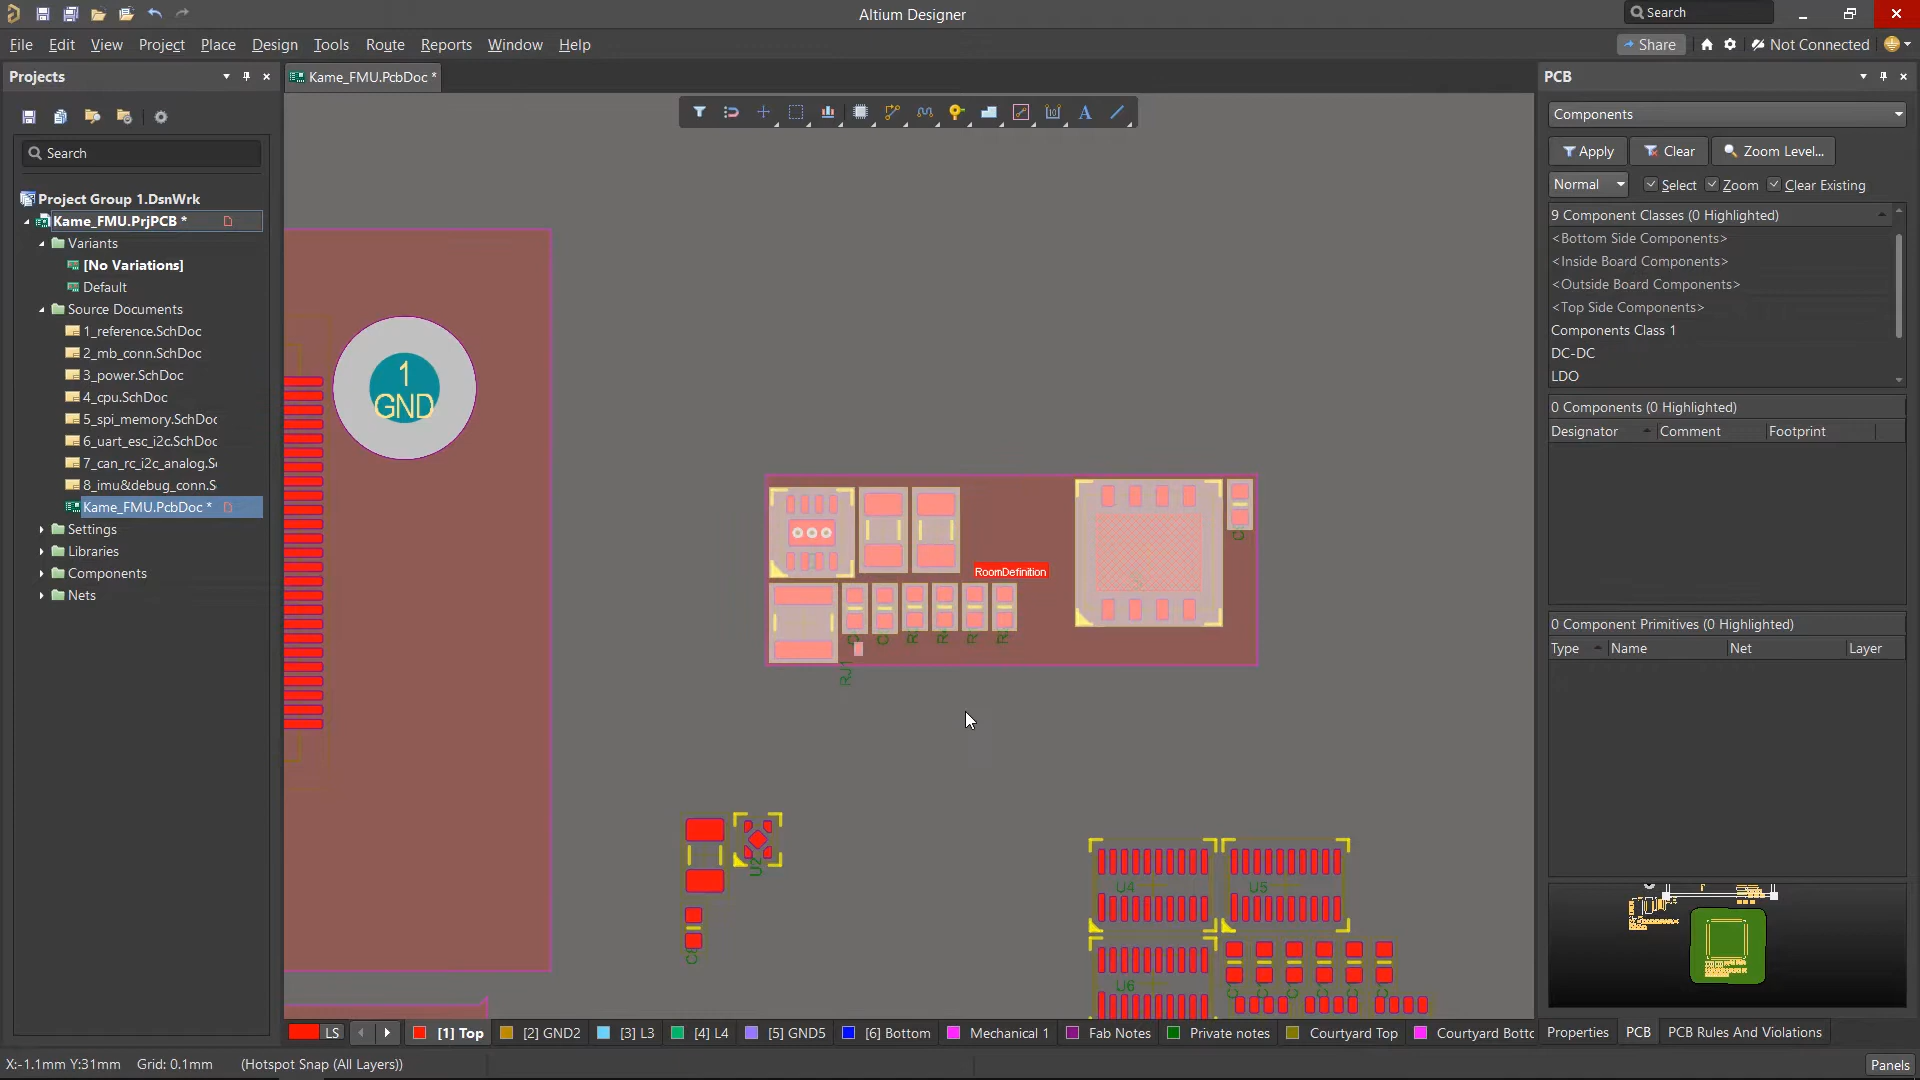 Altium Designer
Search
File Edit View Project Place Design Tools Route Reports Window Help
Share
Not Connected
Projects
Kame_FMU.PcbDoc *
PCB
Search
Project Group 1.DsnWrk
Kame_FMU.PrjPCB *
Variants
[No Variations]
Default
Source Documents
1_reference.SchDoc
2_mb_conn.SchDoc
3_power.SchDoc
4_cpu.SchDoc
5_spi_memory.SchDoc
6_uart_esc_i2c.SchDoc
7_can_rc_i2c_analog.S
8_imu&debug_conn.S
Kame_FMU.PcbDoc *
Settings
Libraries
Components
Nets
1
GND
RoomDefinition
RJ1
U2
U4
U5
U6
Components
Apply
Clear
Zoom Level...
Normal
Select
Zoom
Clear Existing
9 Component Classes (0 Highlighted)
<Bottom Side Components>
<Inside Board Components>
<Outside Board Components>
<Top Side Components>
Components Class 1
DC-DC
LDO
0 Components (0 Highlighted)
Designator Comment Footprint
0 Component Primitives (0 Highlighted)
Type Name Net Layer
LS
[1] Top
[2] GND2
[3] L3
[4] L4
[5] GND5
[6] Bottom
Mechanical 1
Fab Notes
Private notes
Courtyard Top
Courtyard Botto
Properties
PCB
PCB Rules And Violations
X:-1.1mm Y:31mm Grid: 0.1mm (Hotspot Snap (All Layers))
Panels